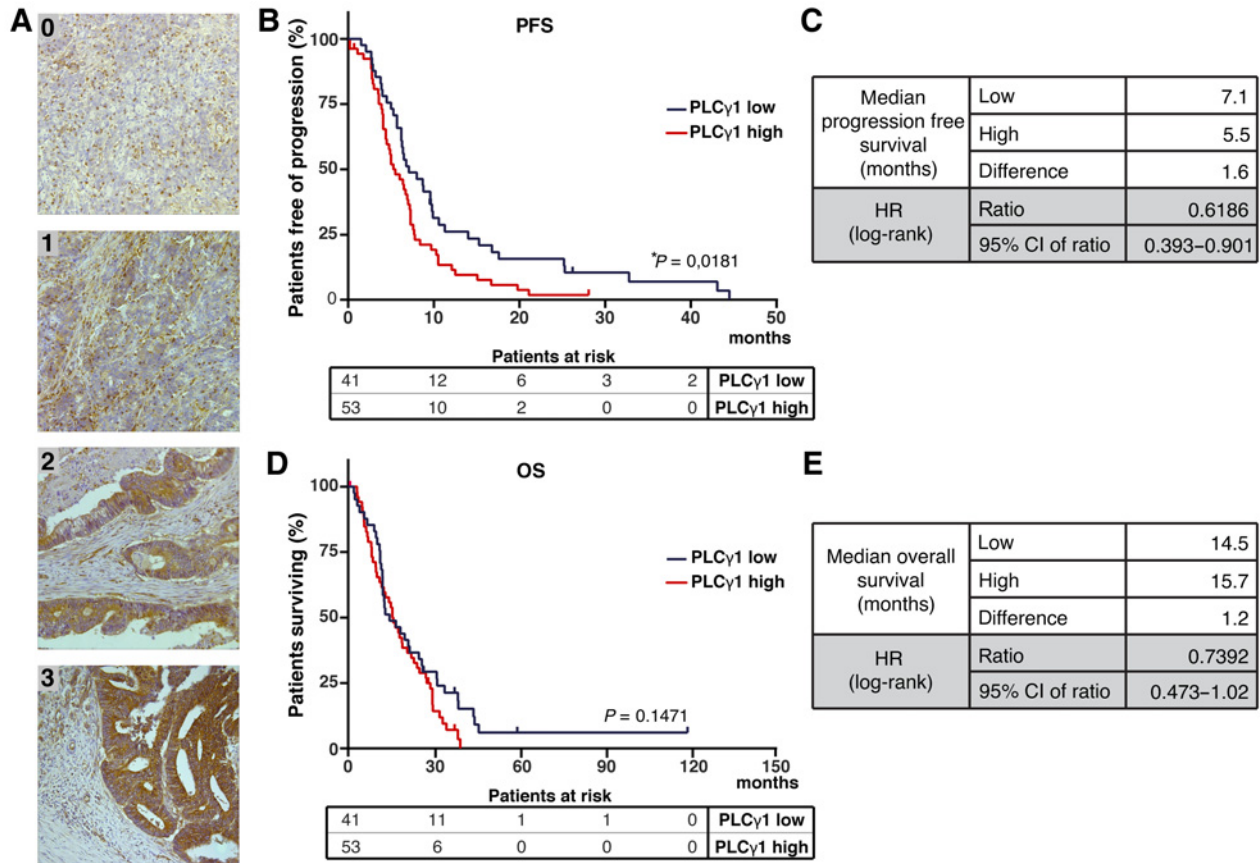 A
0
1
2
3
B
PFS
Patients free of progression (%)
100
75
50
25
0
PLCγ1 low
PLCγ1 high
*P = 0,0181
0 10 20 30 40 50
months
Patients at risk
41 12 6 3 2 PLCγ1 low
53 10 2 0 0 PLCγ1 high
C
Median
progression free
survival
(months)
Low 7.1
High 5.5
Difference 1.6
HR
(log-rank)
Ratio 0.6186
95% CI of ratio 0.393–0.901
D
OS
Patients surviving (%)
100
75
50
25
0
PLCγ1 low
PLCγ1 high
P = 0.1471
0 30 60 90 120 150
months
Patients at risk
41 11 1 1 0 PLCγ1 low
53 6 0 0 0 PLCγ1 high
E
Median overall
survival
(months)
Low 14.5
High 15.7
Difference 1.2
HR
(log-rank)
Ratio 0.7392
95% CI of ratio 0.473–1.02